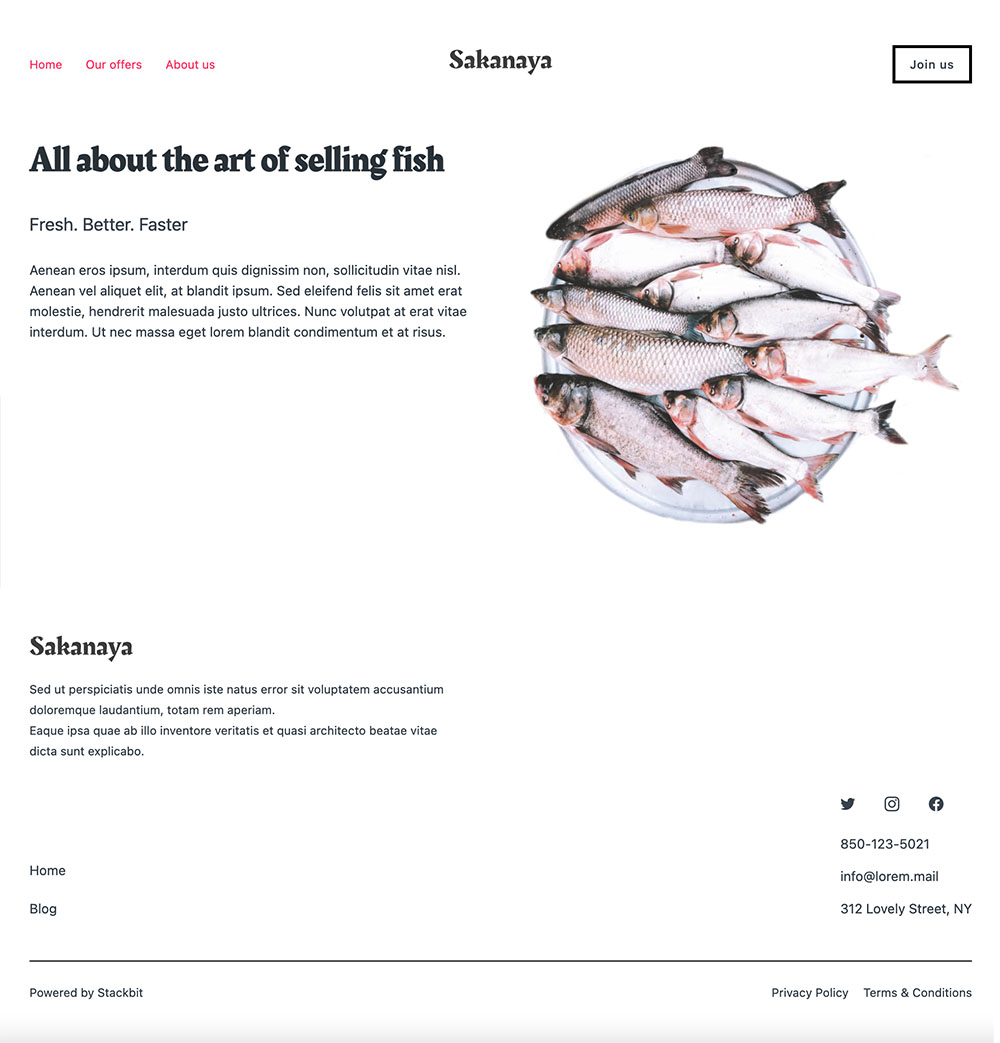 Home Our offers About us
Sakanaya
Join us
All about the art of selling fish
Fresh. Better. Faster
Aenean eros ipsum, interdum quis dignissim non, sollicitudin vitae nisl.
Aenean vel aliquet elit, at blandit ipsum. Sed eleifend felis sit amet erat
molestie, hendrerit malesuada justo ultrices. Nunc volutpat at erat vitae
interdum. Ut nec massa eget lorem blandit condimentum et at risus.
Sakanaya
Sed ut perspiciatis unde omnis iste natus error sit voluptatem accusantium
doloremque laudantium, totam rem aperiam.
Eaque ipsa quae ab illo inventore veritatis et quasi architecto beatae vitae
dicta sunt explicabo.
Home
Blog
850-123-5021
info@lorem.mail
312 Lovely Street, NY
Powered by Stackbit
Privacy Policy Terms & Conditions